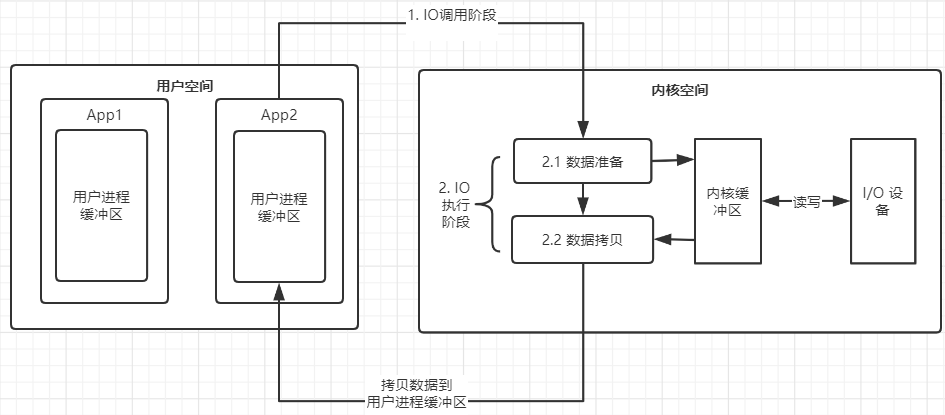 1. IO调用阶段
用户空间
App1
用户进程
缓冲区
App2
用户进程
缓冲区
内核空间
2. IO
执行
阶段
2.1 数据准备
2.2 数据拷贝
内核缓
冲区
读写
I/O 设
备
拷贝数据到
用户进程缓冲区